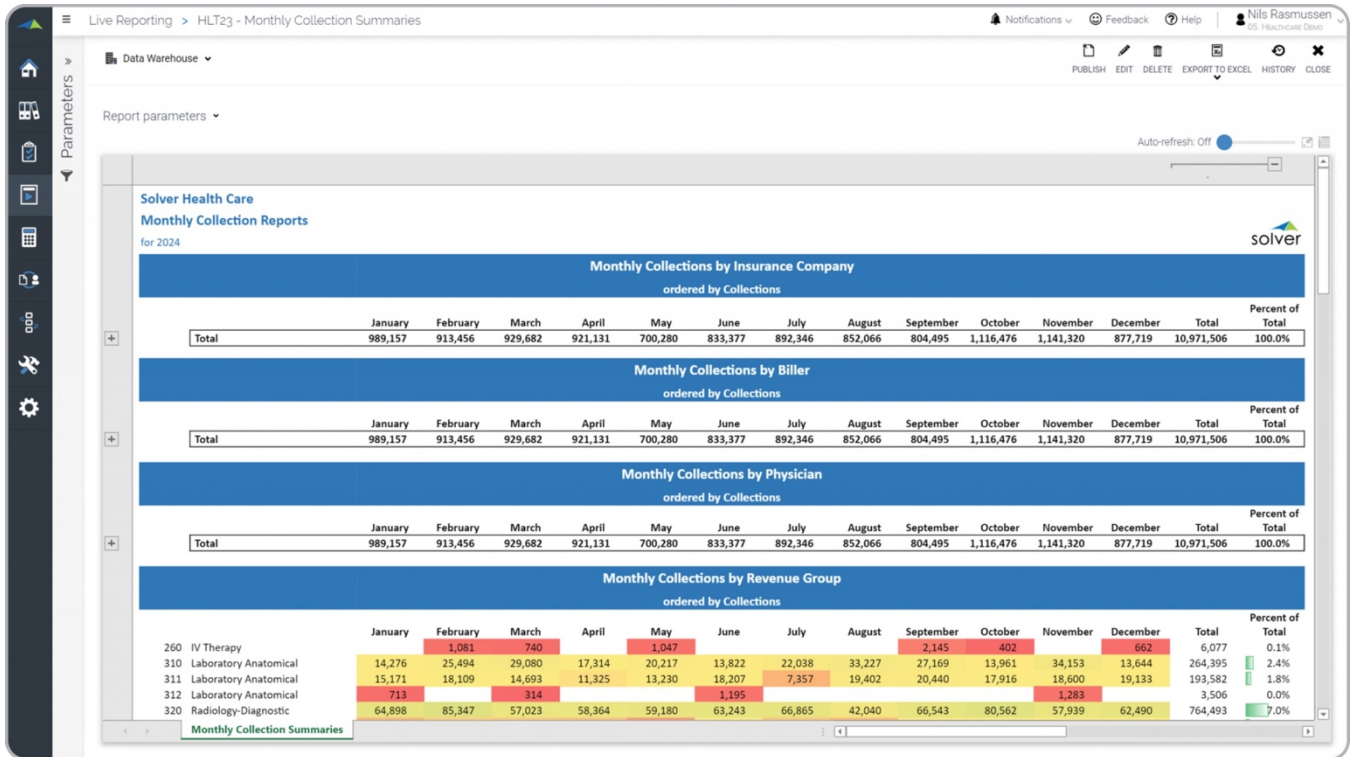 Live Reporting > HLT23 - Monthly Collection Summaries
Notifications Feedback Help Nils Rasmussen
05. Healthcare Demo
Data Warehouse
PUBLISH EDIT DELETE EXPORT TO EXCEL HISTORY CLOSE
Parameters
Report parameters
Auto-refresh: Off
Solver Health Care
Monthly Collection Reports
for 2024
solver
Monthly Collections by Insurance Company
ordered by Collections
Percent of
January February March April May June July August September October November December Total Total
Total 989,157 913,456 929,682 921,131 700,280 833,377 892,346 852,066 804,495 1,116,476 1,141,320 877,719 10,971,506 100.0%
Monthly Collections by Biller
ordered by Collections
Percent of
January February March April May June July August September October November December Total Total
Total 989,157 913,456 929,682 921,131 700,280 833,377 892,346 852,066 804,495 1,116,476 1,141,320 877,719 10,971,506 100.0%
Monthly Collections by Physician
ordered by Collections
Percent of
January February March April May June July August September October November December Total Total
Total 989,157 913,456 929,682 921,131 700,280 833,377 892,346 852,066 804,495 1,116,476 1,141,320 877,719 10,971,506 100.0%
Monthly Collections by Revenue Group
ordered by Collections
Percent of
January February March April May June July August September October November December Total Total
260 IV Therapy 1,081 740 1,047 2,145 402 662 6,077 0.1%
310 Laboratory Anatomical 14,276 25,494 29,080 17,314 20,217 13,822 22,038 33,227 27,169 13,961 34,153 13,644 264,395 2.4%
311 Laboratory Anatomical 15,171 18,109 14,693 11,325 13,230 18,207 7,357 19,402 20,440 17,916 18,600 19,133 193,582 1.8%
312 Laboratory Anatomical 713 314 1,195 1,283 3,506 0.0%
320 Radiology-Diagnostic 64,898 85,347 57,023 58,364 59,180 63,243 66,865 42,040 66,543 80,562 57,939 62,490 764,493 7.0%
Monthly Collection Summaries